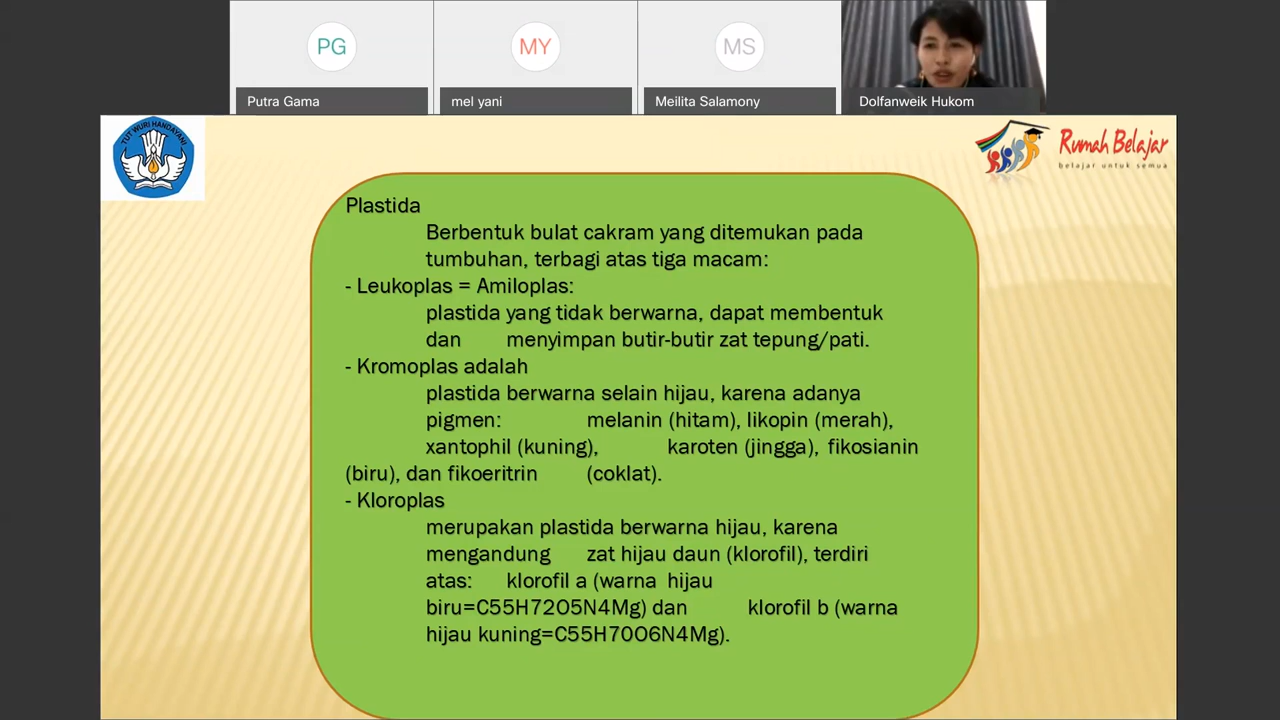 PG
MY
MS
Putra Gama
mel yani
Meilita Salamony
Dolfanweik Hukom
TUT WURI HANDAYANI
Rumah Belajar
belajar untuk semua
Plastida
Berbentuk bulat cakram yang ditemukan pada
tumbuhan, terbagi atas tiga macam:
- Leukoplas = Amiloplas:
plastida yang tidak berwarna, dapat membentuk
dan menyimpan butir-butir zat tepung/pati.
- Kromoplas adalah
plastida berwarna selain hijau, karena adanya
pigmen: melanin (hitam), likopin (merah),
xantophil (kuning), karoten (jingga), fikosianin
(biru), dan fikoeritrin (coklat).
- Kloroplas
merupakan plastida berwarna hijau, karena
mengandung zat hijau daun (klorofil), terdiri
atas: klorofil a (warna hijau
biru=C55H72O5N4Mg) dan klorofil b (warna
hijau kuning=C55H70O6N4Mg).